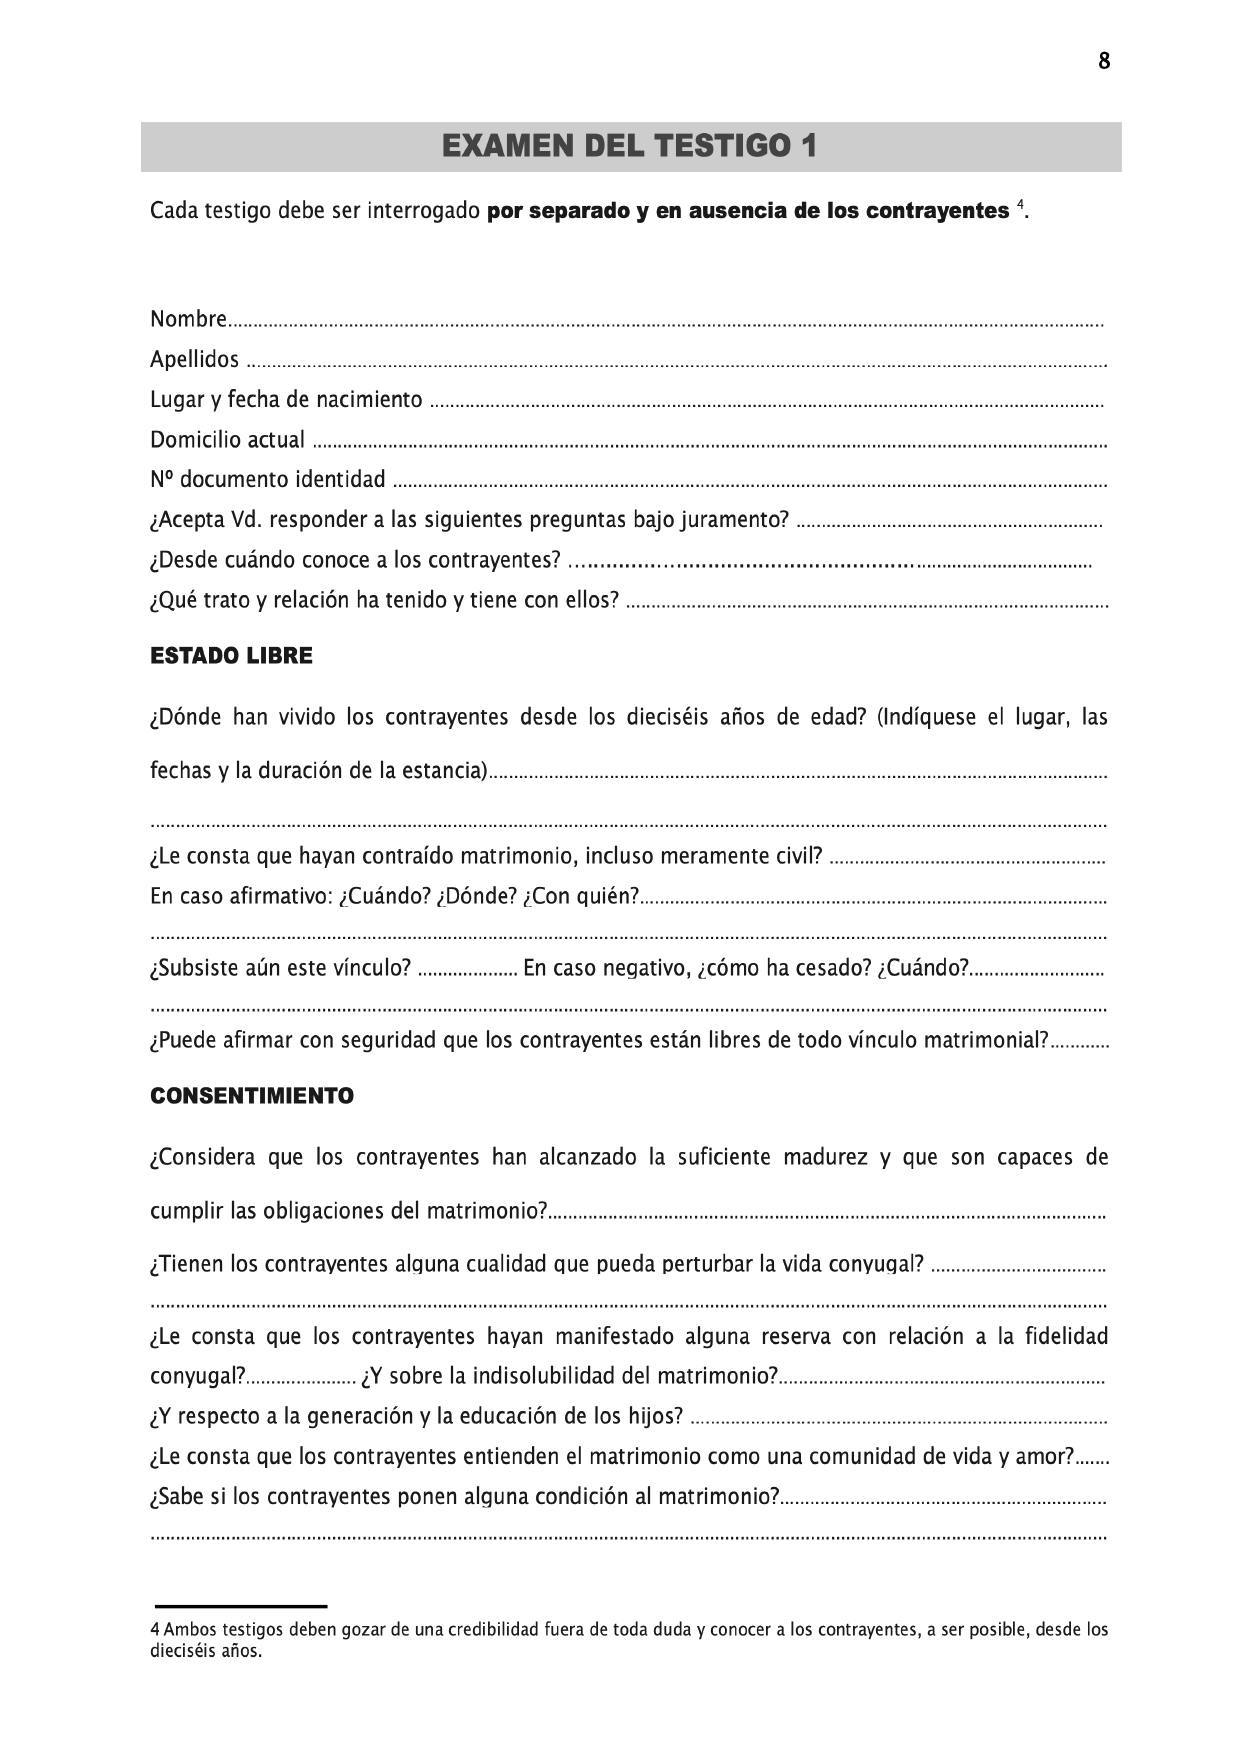 8
EXAMEN DEL TESTIGO 1
Cada testigo debe ser interrogado por separado y en ausencia de los contrayentes 4.
Nombre..........................................................................................
Apellidos ..........................................................................................
Lugar y fecha de nacimiento ..........................................................................................
Domicilio actual ..........................................................................................
Nº documento identidad ..........................................................................................
¿Acepta Vd. responder a las siguientes preguntas bajo juramento? .............................................................
¿Desde cuándo conoce a los contrayentes? ..........................................................................................
¿Qué trato y relación ha tenido y tiene con ellos? ..........................................................................................
ESTADO LIBRE
¿Dónde han vivido los contrayentes desde los dieciséis años de edad? (Indíquese el lugar, las
fechas y la duración de la estancia)..........................................................................................
..........................................................................................
¿Le consta que hayan contraído matrimonio, incluso meramente civil? .......................................................
En caso afirmativo: ¿Cuándo? ¿Dónde? ¿Con quién?..........................................................................................
..........................................................................................
¿Subsiste aún este vínculo? .................... En caso negativo, ¿cómo ha cesado? ¿Cuándo?...........................
..........................................................................................
¿Puede afirmar con seguridad que los contrayentes están libres de todo vínculo matrimonial?............
CONSENTIMIENTO
¿Considera que los contrayentes han alcanzado la suficiente madurez y que son capaces de
cumplir las obligaciones del matrimonio?..........................................................................................
¿Tienen los contrayentes alguna cualidad que pueda perturbar la vida conyugal? ...................................
..........................................................................................
¿Le consta que los contrayentes hayan manifestado alguna reserva con relación a la fidelidad
conyugal?...................... ¿Y sobre la indisolubilidad del matrimonio?.................................................................
¿Y respecto a la generación y la educación de los hijos? ...................................................................................
¿Le consta que los contrayentes entienden el matrimonio como una comunidad de vida y amor?.......
¿Sabe si los contrayentes ponen alguna condición al matrimonio?.................................................................
..........................................................................................
4 Ambos testigos deben gozar de una credibilidad fuera de toda duda y conocer a los contrayentes, a ser posible, desde los
dieciséis años.